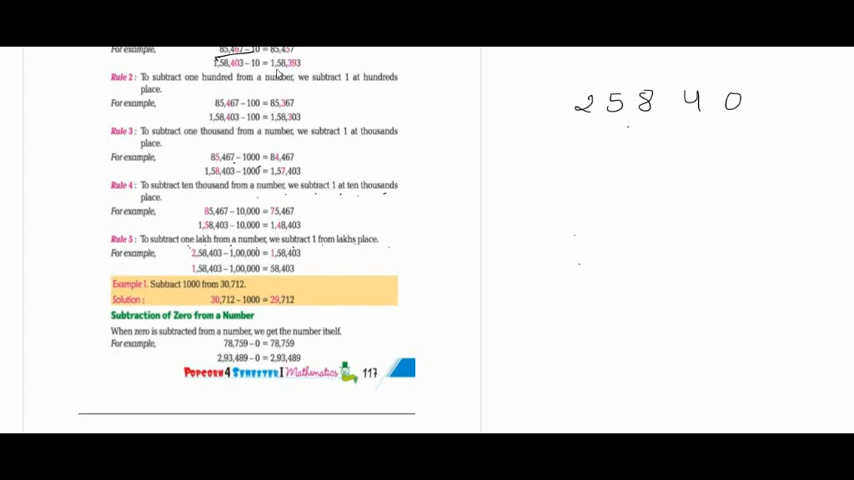 For example, 85,467 – 10 = 85,457
1,58,403 – 10 = 1,58,393
Rule 2 : To subtract one hundred from a number, we subtract 1 at hundreds
place.
For example, 85,467 – 100 = 85,367
1,58,403 – 100 = 1,58,303
Rule 3 : To subtract one thousand from a number, we subtract 1 at thousands
place.
For example, 85,467 – 1000 = 84,467
1,58,403 – 1000 = 1,57,403
Rule 4 : To subtract ten thousand from a number, we subtract 1 at ten thousands
place.
For example, 85,467 – 10,000 = 75,467
1,58,403 – 10,000 = 1,48,403
Rule 5 : To subtract one lakh from a number, we subtract 1 from lakhs place.
For example, 2,58,403 – 1,00,000 = 1,58,403
1,58,403 – 1,00,000 = 58,403
Example 1. Subtract 1000 from 30,712.
Solution : 30,712 – 1000 = 29,712
Subtraction of Zero from a Number
When zero is subtracted from a number, we get the number itself.
For example, 78,759 – 0 = 78,759
2,93,489 – 0 = 2,93,489
POPCORN 4 SEMESTER I Mathematics 117
2 5 8 4 0